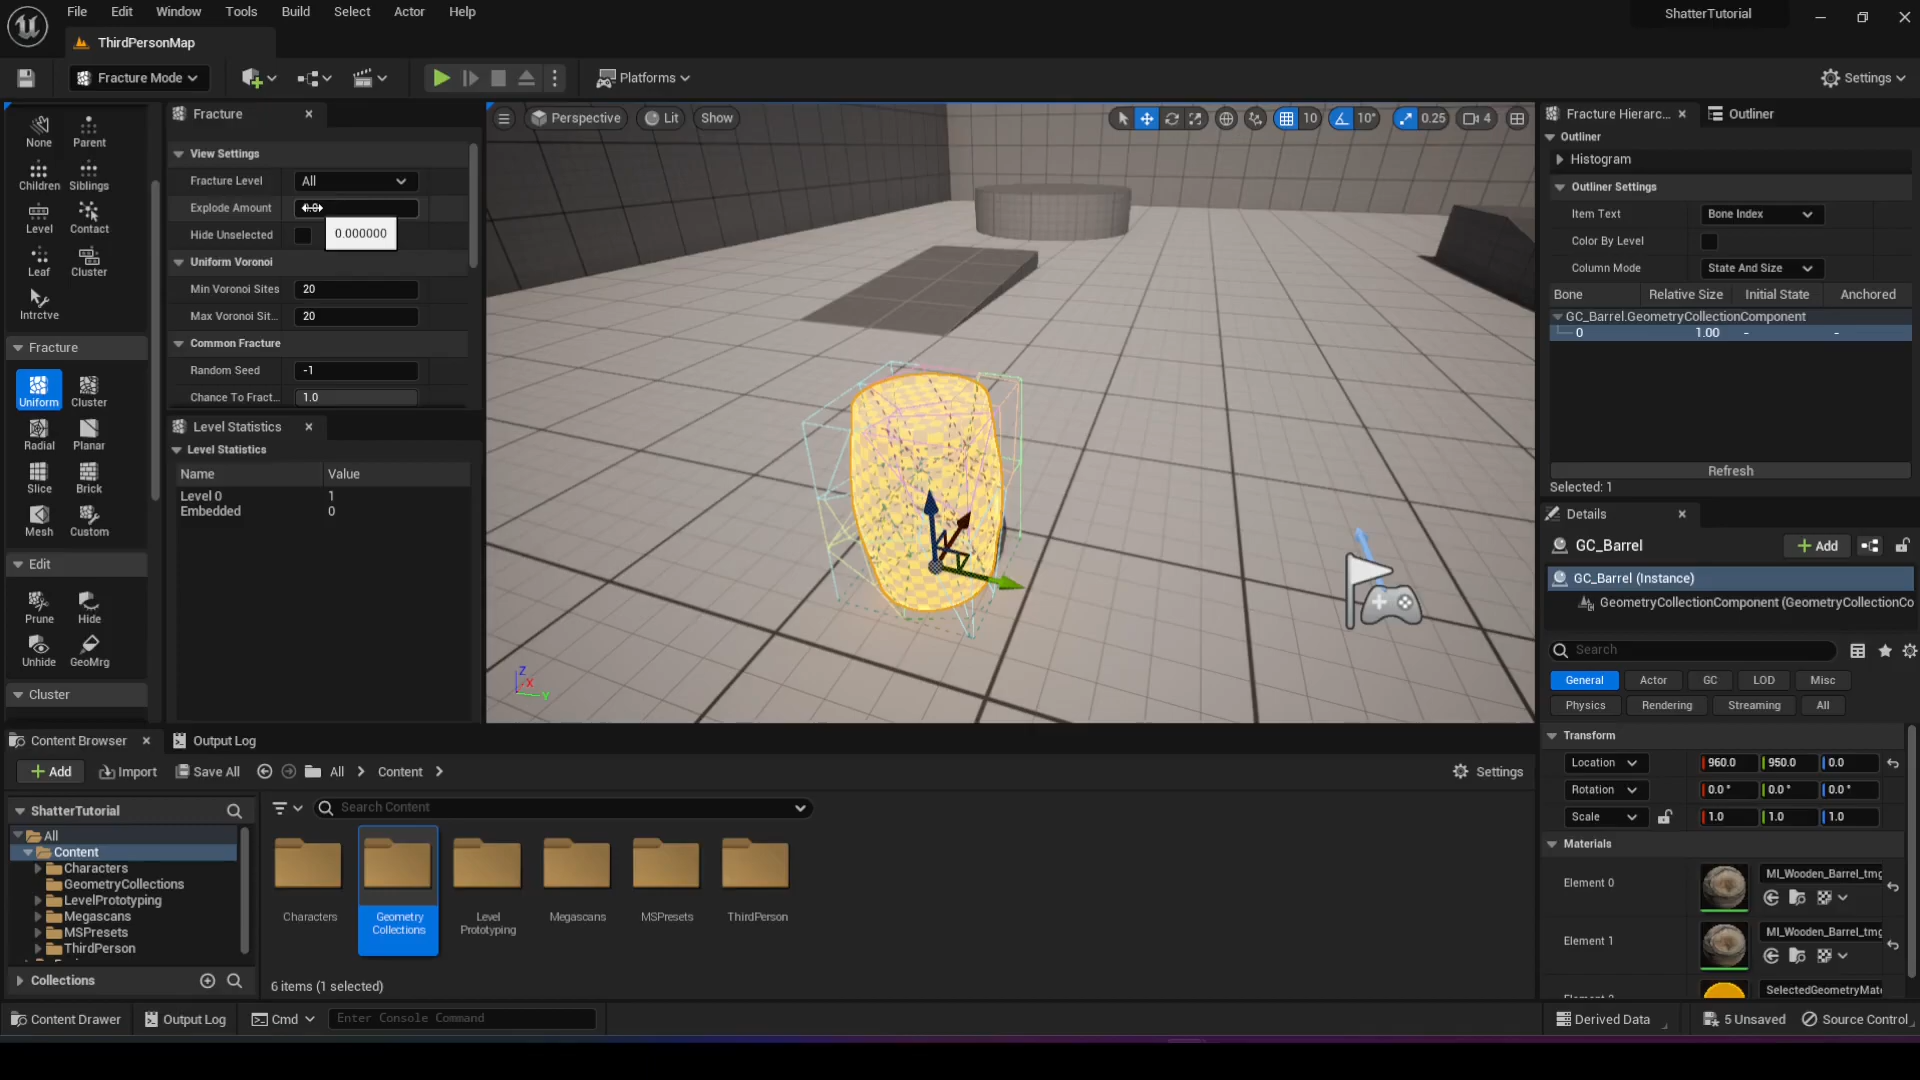 File Edit Window Tools Build Select Actor Help
ShatterTutorial
ThirdPersonMap
Fracture Mode
Platforms
Settings
None Parent
Children Siblings
Level Contact
Leaf Cluster
Intrctve
Fracture
Uniform Cluster
Radial Planar
Slice Brick
Mesh Custom
Edit
Prune Hide
Unhide GeoMrg
Cluster
Fracture
View Settings
Fracture Level All
Explode Amount
Hide Unselected
0.000000
Uniform Voronoi
Min Voronoi Sites 20
Max Voronoi Sit... 20
Common Fracture
Random Seed -1
Chance To Fract... 1.0
Level Statistics
Level Statistics
Name Value
Level 0 1
Embedded 0
Perspective Lit Show
10 10° 0.25 4
Z
X
Y
Fracture Hierarc... Outliner
Outliner
Histogram
Outliner Settings
Item Text Bone Index
Color By Level
Column Mode State And Size
Bone Relative Size Initial State Anchored
GC_Barrel.GeometryCollectionComponent
0 1.00 - -
Refresh
Selected: 1
Details
GC_Barrel
Add
GC_Barrel (Instance)
GeometryCollectionComponent (GeometryCollectionCo
Search
General Actor GC LOD Misc
Physics Rendering Streaming All
Transform
Location 960.0 950.0 0.0
Rotation 0.0° 0.0° 0.0°
Scale 1.0 1.0 1.0
Materials
Element 0 MI_Wooden_Barrel_tmg
Element 1 MI_Wooden_Barrel_tmg
SelectedGeometryMat
Content Browser Output Log
Add Import Save All All Content
Settings
ShatterTutorial
Search Content
All
Content
Characters
GeometryCollections
LevelPrototyping
Megascans
MSPresets
ThirdPerson
Collections
Characters
Geometry
Collections
Level
Prototyping
Megascans
MSPresets
ThirdPerson
6 items (1 selected)
Content Drawer Output Log Cmd Enter Console Command
Derived Data 5 Unsaved Source Control